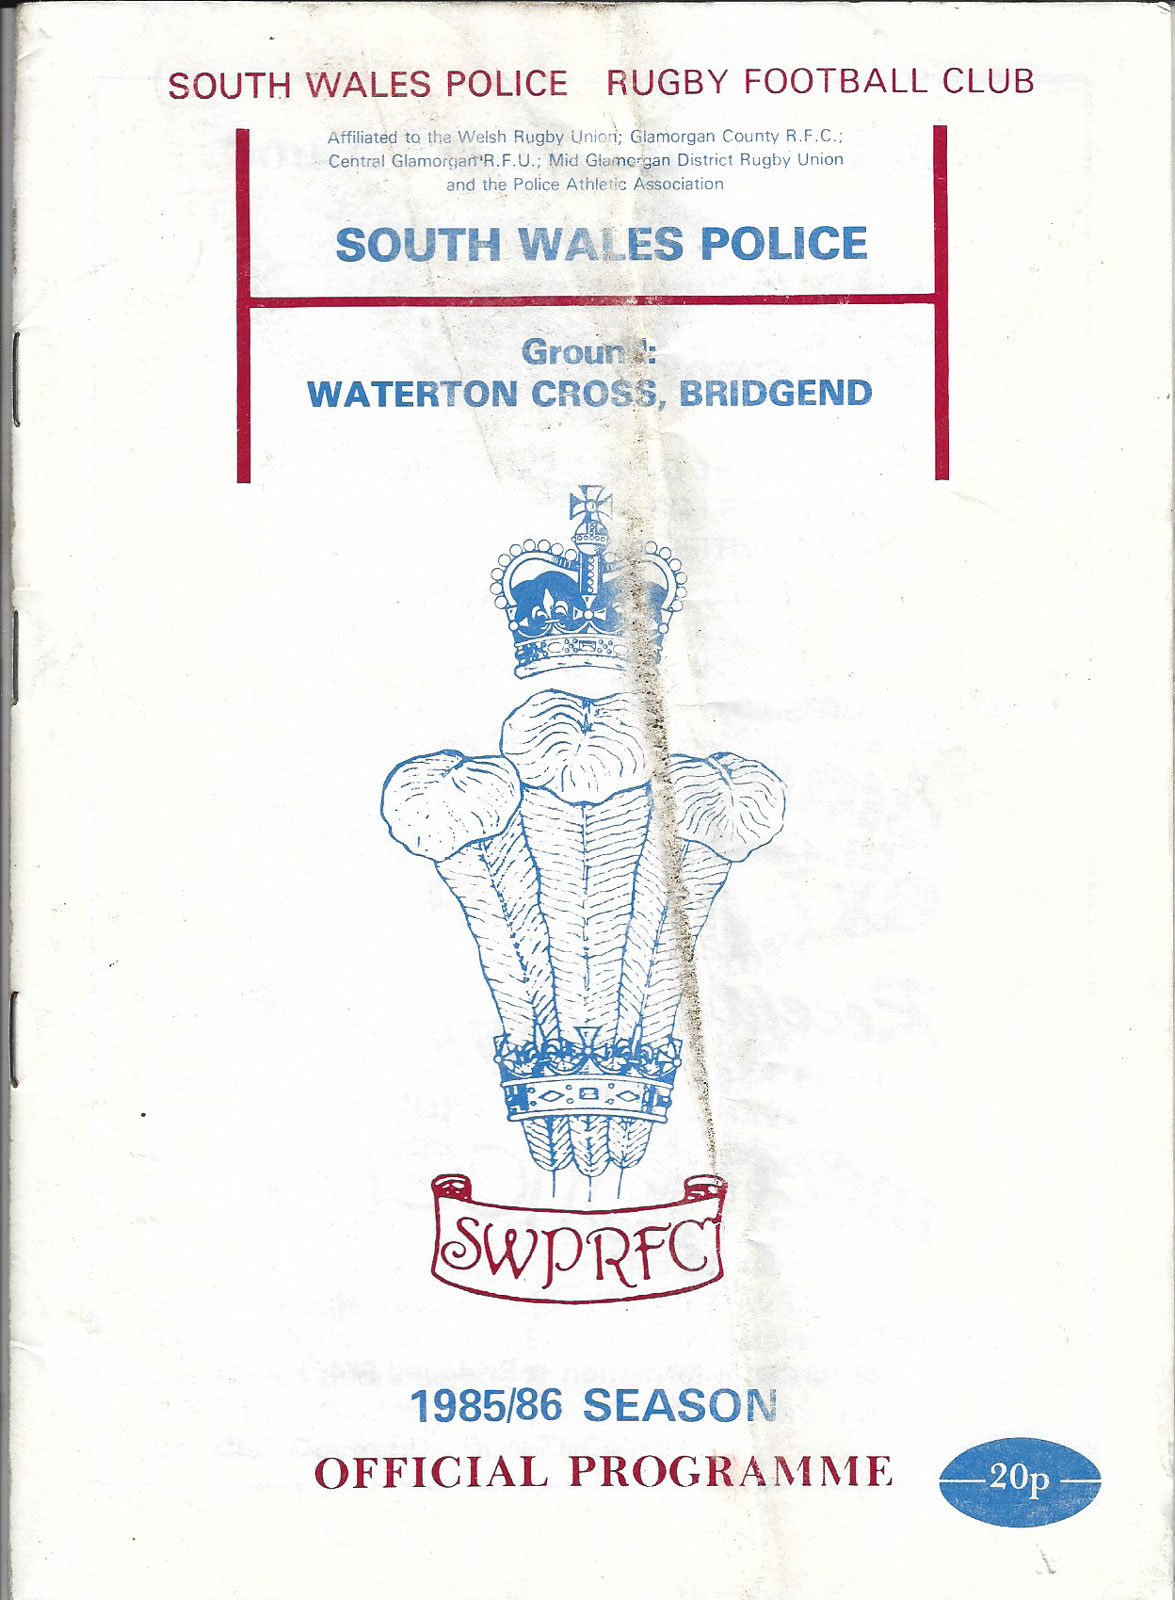 SOUTH WALES POLICE RUGBY FOOTBALL CLUB
Affiliated to the Welsh Rugby Union; Glamorgan County R.F.C.;
Central Glamorgan R.F.U.; Mid Glamorgan District Rugby Union
and the Police Athletic Association
SOUTH WALES POLICE
Ground:
WATERTON CROSS, BRIDGEND
SWPRFC
1985/86 SEASON
OFFICIAL PROGRAMME
20p